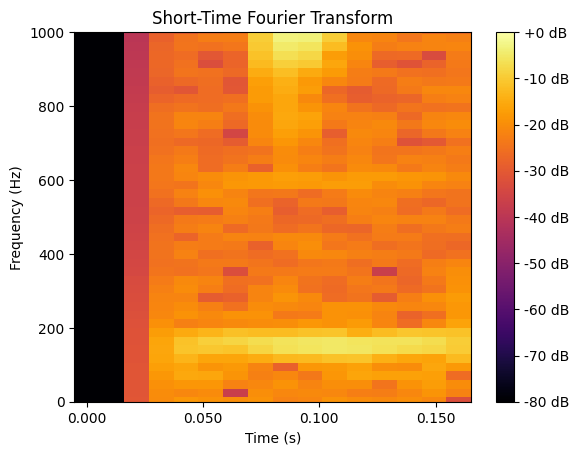 Short-Time Fourier Transform
1000
800
600
400
200
0
Frequency (Hz)
0.000
0.050
0.100
0.150
Time (s)
+0 dB
-10 dB
-20 dB
-30 dB
-40 dB
-50 dB
-60 dB
-70 dB
-80 dB